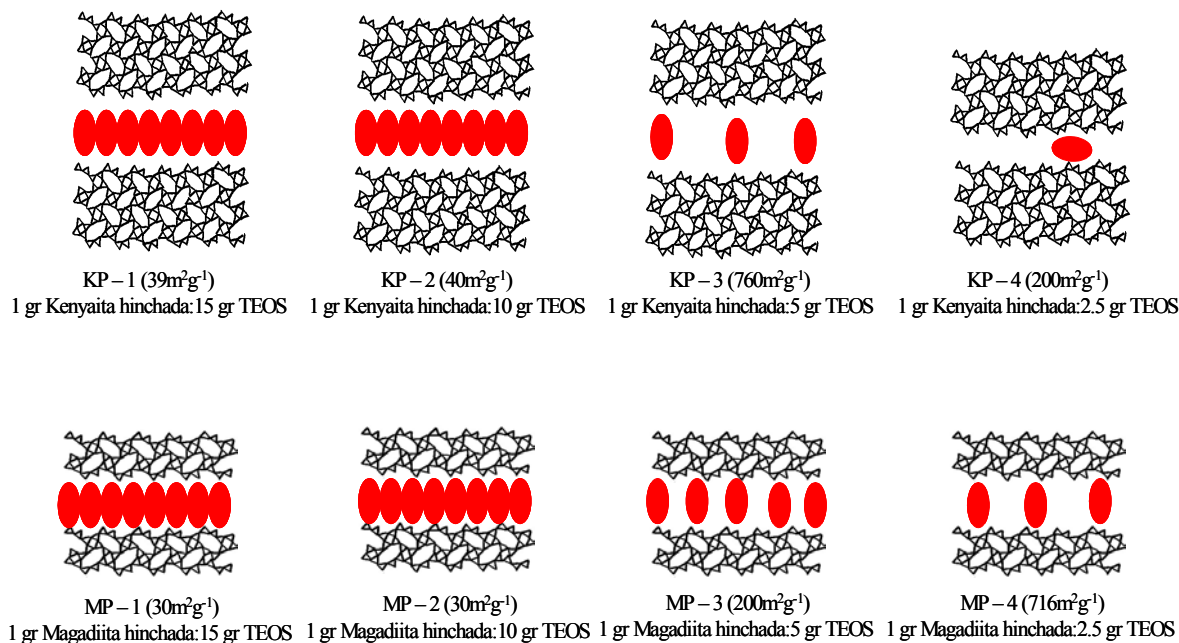 KP – 1 (39m²g⁻¹)
1 gr Kenyaita hinchada:15 gr TEOS
KP – 2 (40m²g⁻¹)
1 gr Kenyaita hinchada:10 gr TEOS
KP – 3 (760m²g⁻¹)
1 gr Kenyaita hinchada:5 gr TEOS
KP – 4 (200m²g⁻¹)
1 gr Kenyaita hinchada:2.5 gr TEOS
MP – 1 (30m²g⁻¹)
1 gr Magadiita hinchada:15 gr TEOS
MP – 2 (30m²g⁻¹)
1 gr Magadiita hinchada:10 gr TEOS
MP – 3 (200m²g⁻¹)
1 gr Magadiita hinchada:5 gr TEOS
MP – 4 (716m²g⁻¹)
1 gr Magadiita hinchada:2.5 gr TEOS